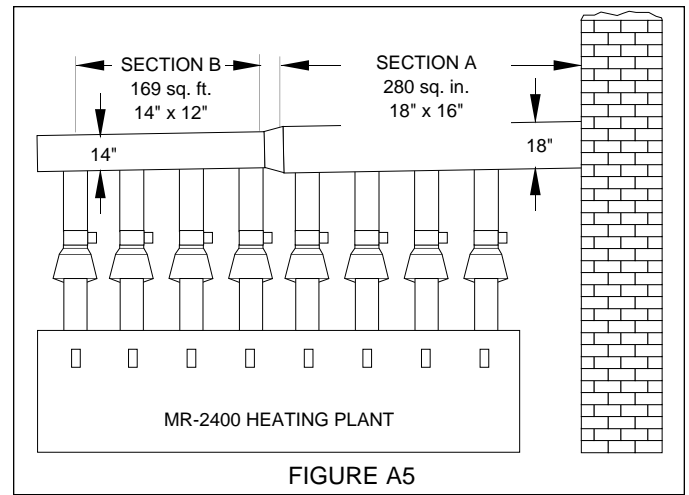 SECTION B
169 sq. ft.
14" x 12"
SECTION A
280 sq. in.
18" x 16"
14"
18"
MR-2400 HEATING PLANT
FIGURE A5